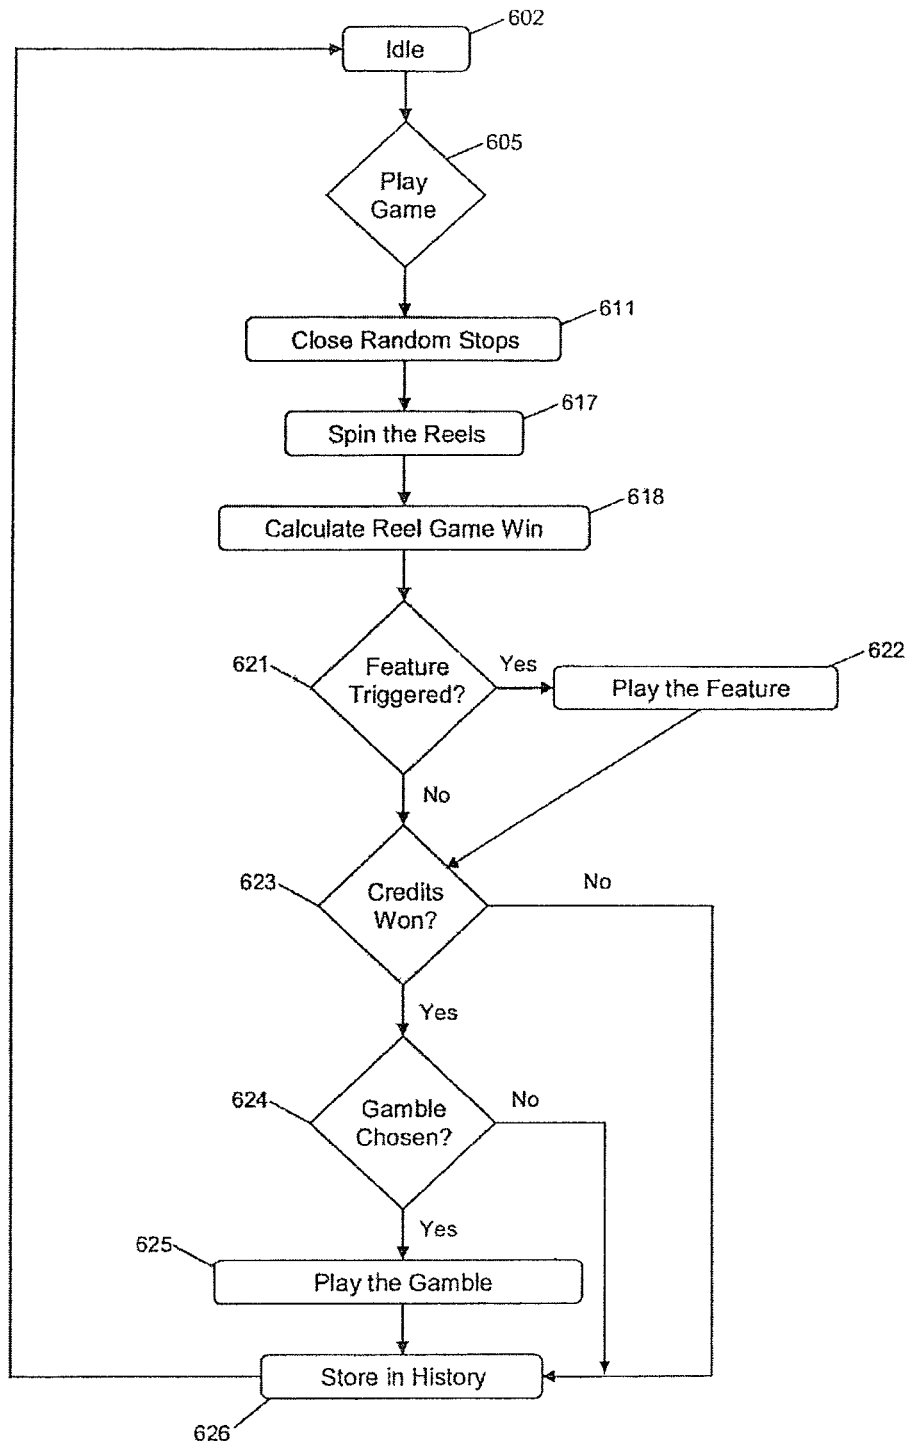 602
Idle
605
Play
Game
611
Close Random Stops
617
Spin the Reels
618
Calculate Reel Game Win
621
Feature
Triggered?
Yes
622
Play the Feature
No
623
Credits
Won?
No
Yes
624
Gamble
Chosen?
No
Yes
625
Play the Gamble
Store in History
626